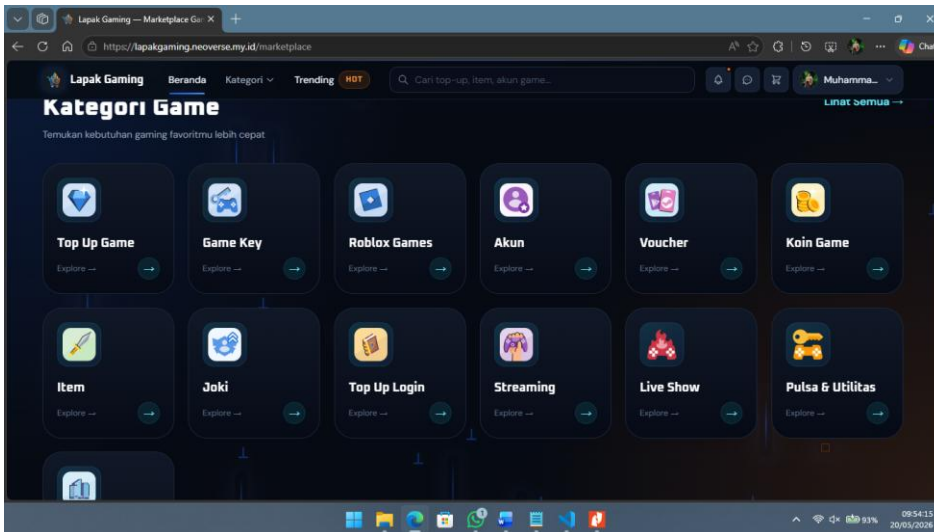 Lapak Gaming — Marketplace Gar
https://lapakgaming.neoverse.my.id/marketplace
Cha
Lapak Gaming
Beranda
Kategori
Trending
HOT
Cari top-up, item, akun game...
Muhamma...
Kategori Game
Lihat Semua →
Temukan kebutuhan gaming favoritmu lebih cepat
Top Up Game
Game Key
Roblox Games
Akun
Voucher
Koin Game
Explore →
Explore →
Explore →
Explore →
Explore →
Explore →
Item
Joki
Top Up Login
Streaming
Live Show
Pulsa & Utilitas
Explore →
Explore →
Explore →
Explore →
Explore →
Explore →
93%
09:54:15
20/05/2026